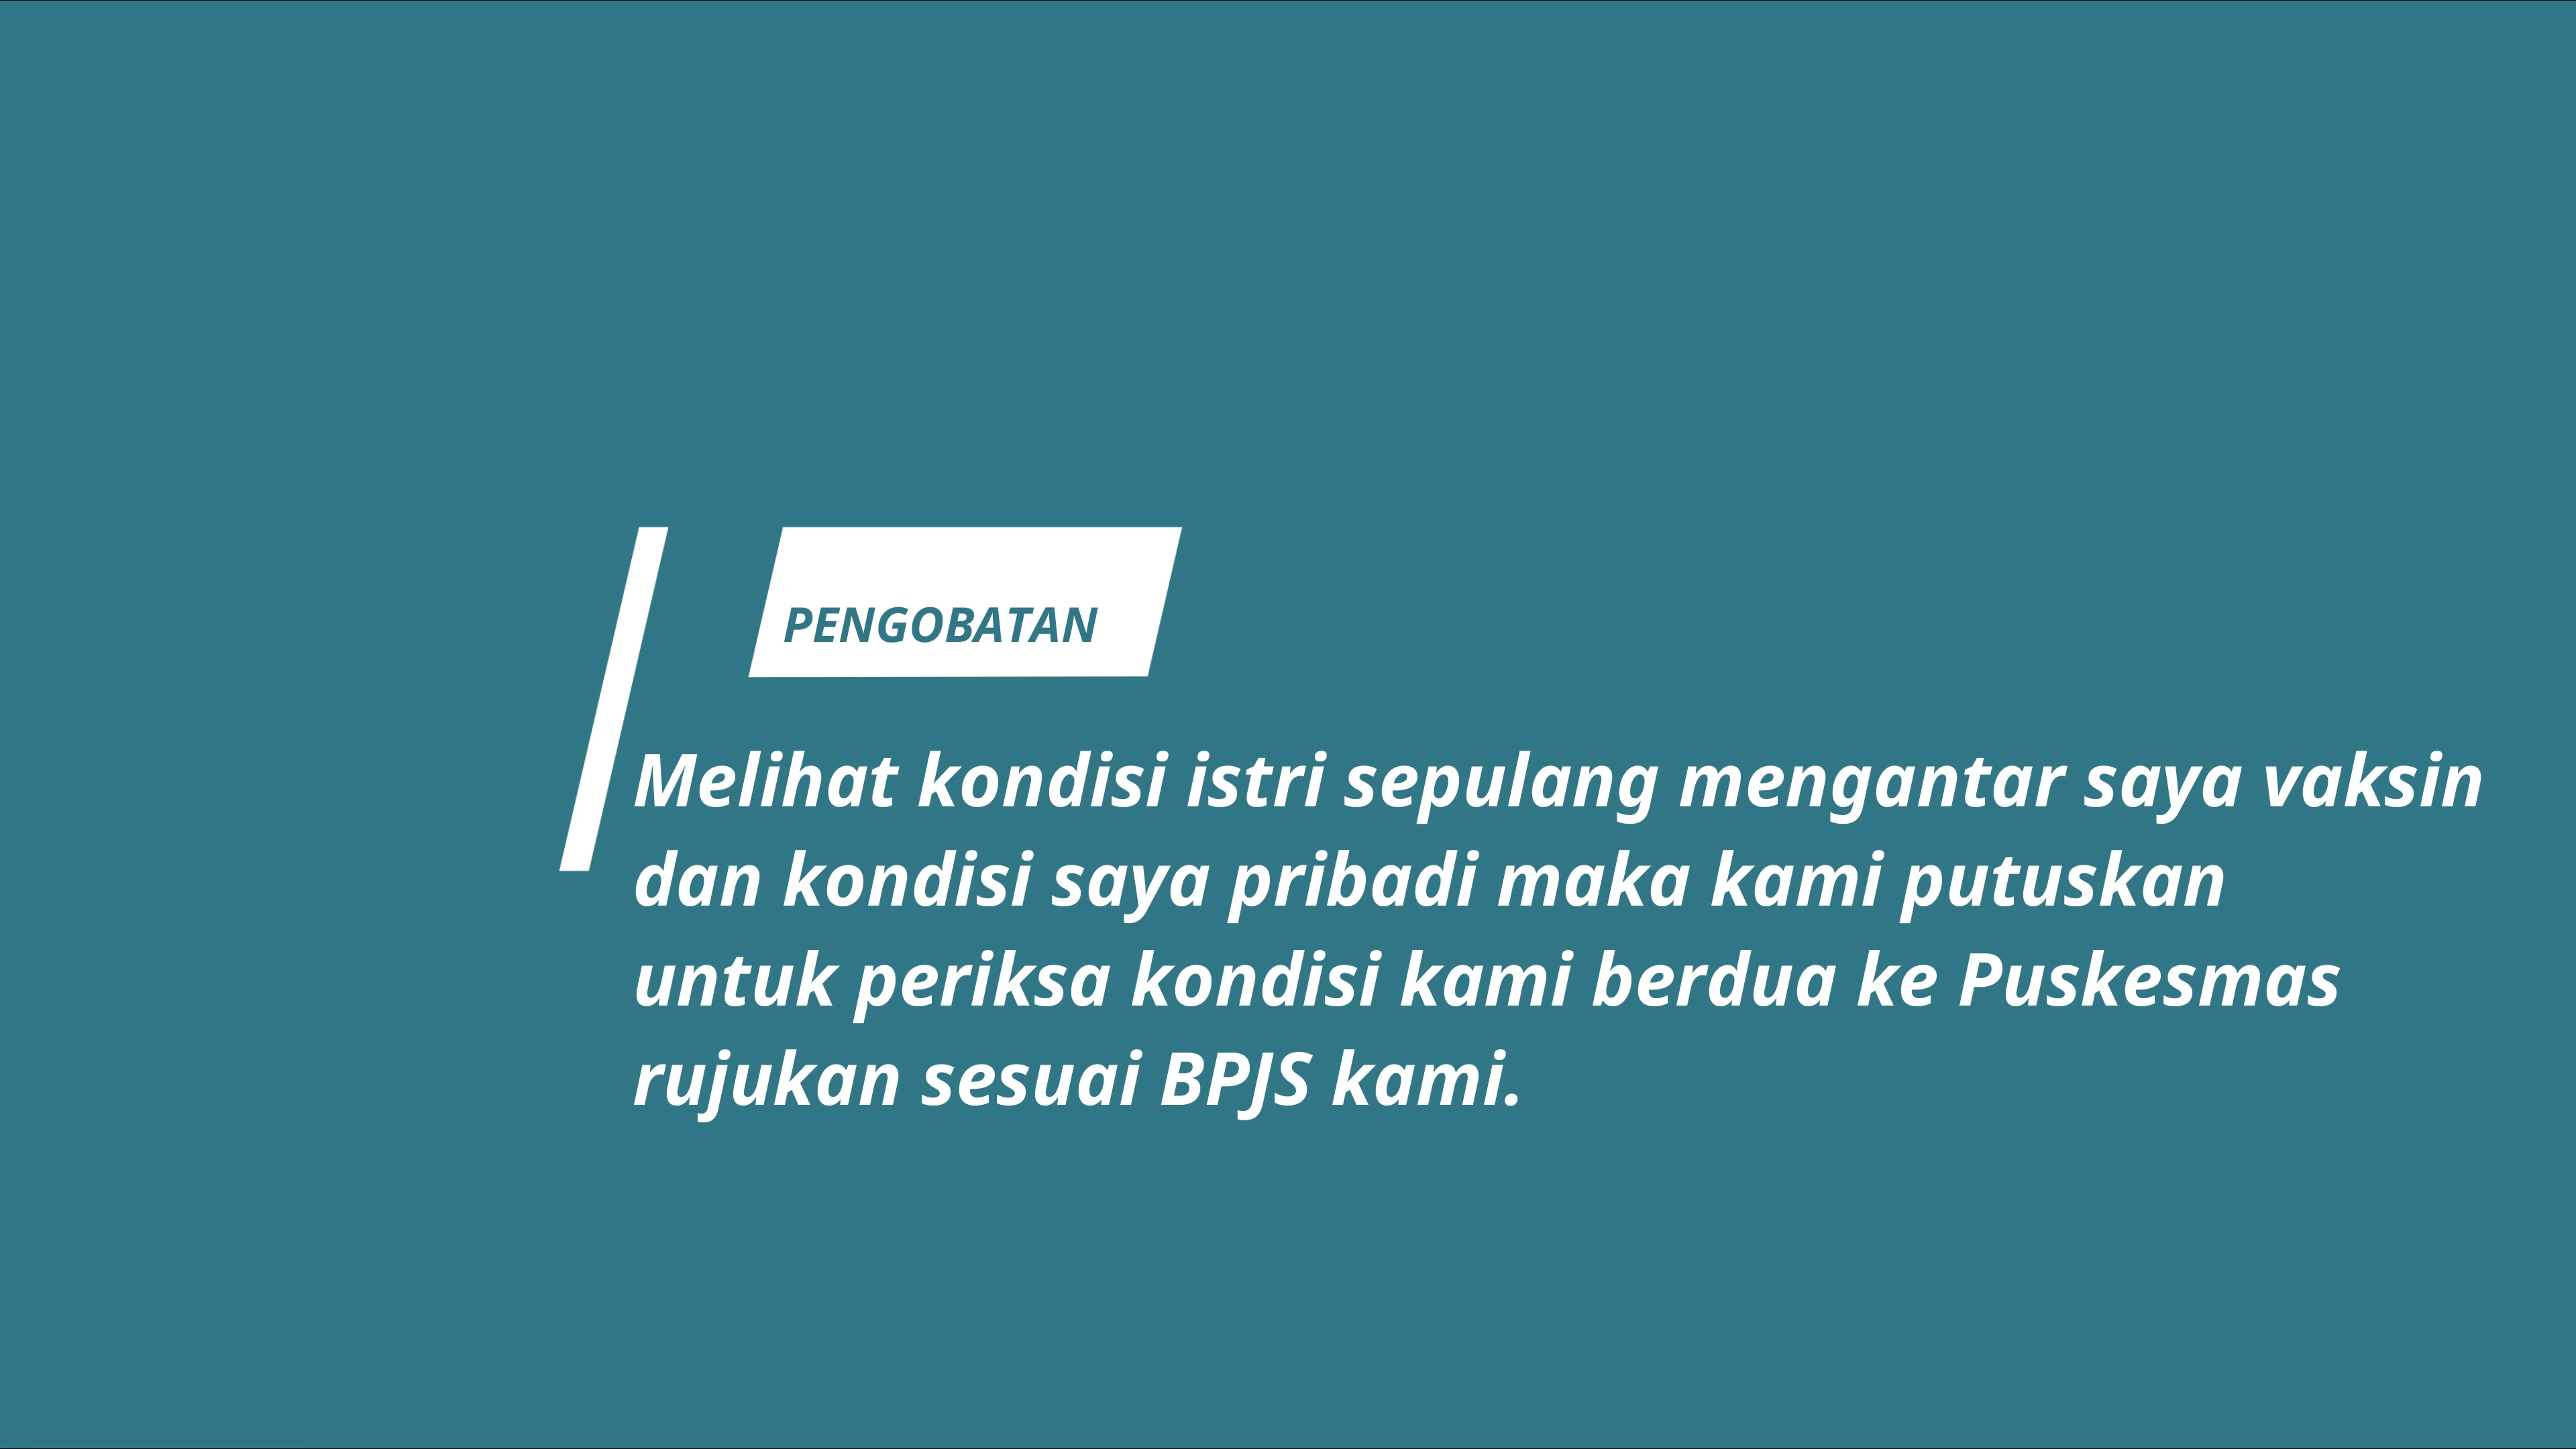 PENGOBATAN
Melihat kondisi istri sepulang mengantar saya vaksin
dan kondisi saya pribadi maka kami putuskan
untuk periksa kondisi kami berdua ke Puskesmas
rujukan sesuai BPJS kami.